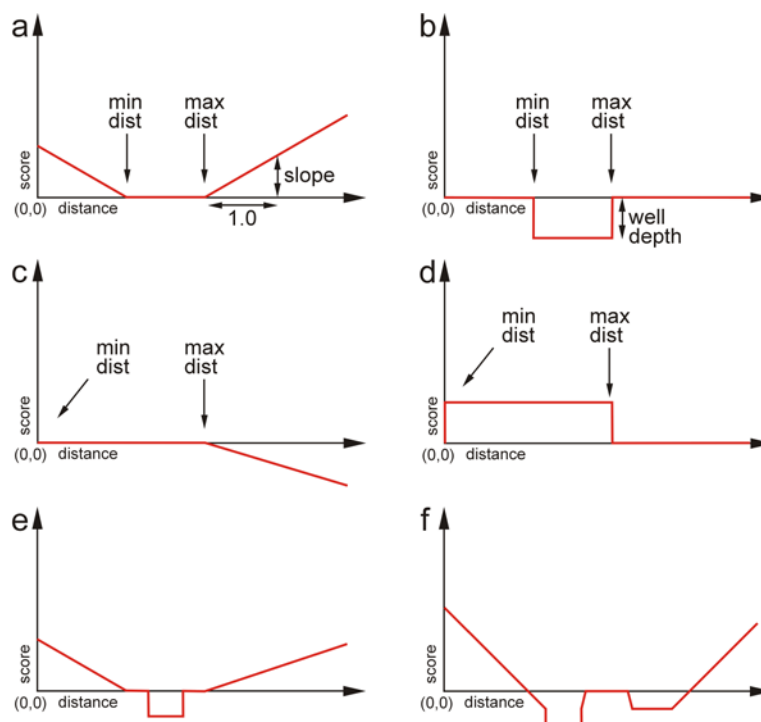 a
min
dist
max
dist
score
slope
(0,0)
distance
1.0
b
min
dist
max
dist
score
(0,0)
distance
well
depth
c
min
dist
max
dist
score
(0,0)
distance
d
min
dist
max
dist
score
(0,0)
distance
e
score
(0,0)
distance
f
score
(0,0)
distance